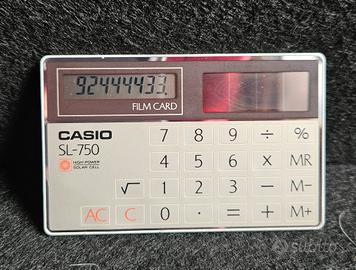 92444433.
FILM CARD
CASIO
SL-750
HIGH POWER
SOLAR CELL
7 8 9 ÷ %
4 5 6 × MR
√ 1 2 3 − M−
AC C 0 · = + M+
subito